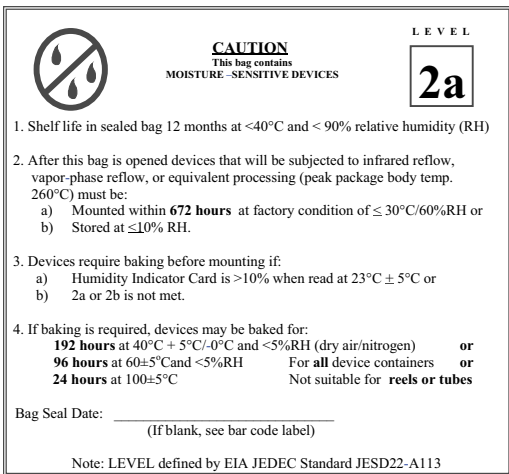 LEVEL
CAUTION
This bag contains
MOISTURE –SENSITIVE DEVICES
2a
1. Shelf life in sealed bag 12 months at <40°C and < 90% relative humidity (RH)
2. After this bag is opened devices that will be subjected to infrared reflow,
vapor-phase reflow, or equivalent processing (peak package body temp.
260°C) must be:
a) Mounted within 672 hours at factory condition of ≤ 30°C/60%RH or
b) Stored at ≤10% RH.
3. Devices require baking before mounting if:
a) Humidity Indicator Card is >10% when read at 23°C ± 5°C or
b) 2a or 2b is not met.
4. If baking is required, devices may be baked for:
192 hours at 40°C + 5°C/-0°C and <5%RH (dry air/nitrogen) or
96 hours at 60±5°Cand <5%RH For all device containers or
24 hours at 100±5°C Not suitable for reels or tubes
Bag Seal Date: ______________________________
(If blank, see bar code label)
Note: LEVEL defined by EIA JEDEC Standard JESD22-A113